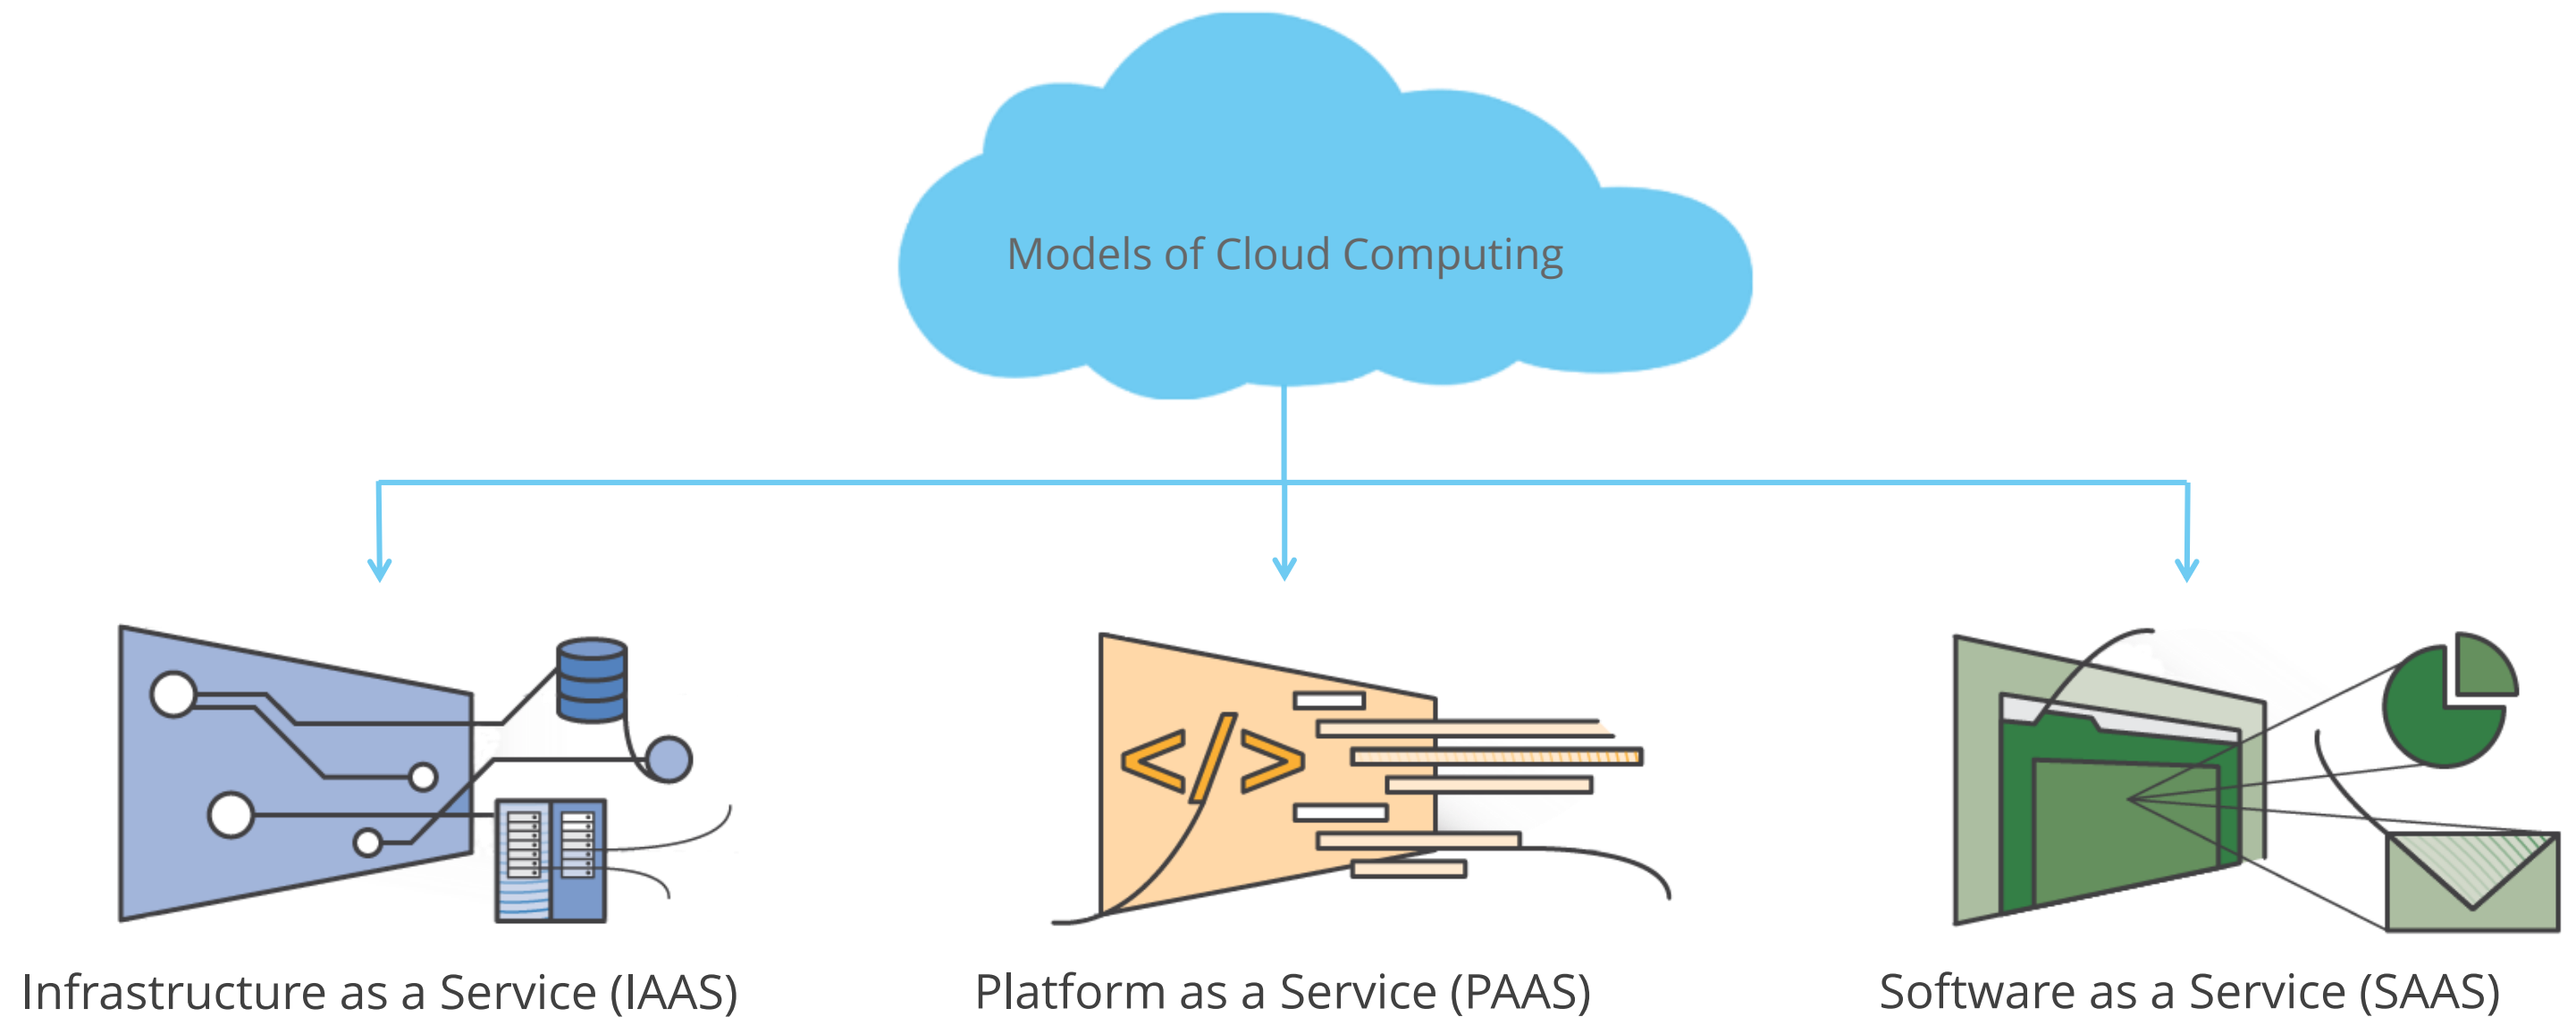 Models of Cloud Computing
</>
Infrastructure as a Service (IAAS)
Platform as a Service (PAAS)
Software as a Service (SAAS)